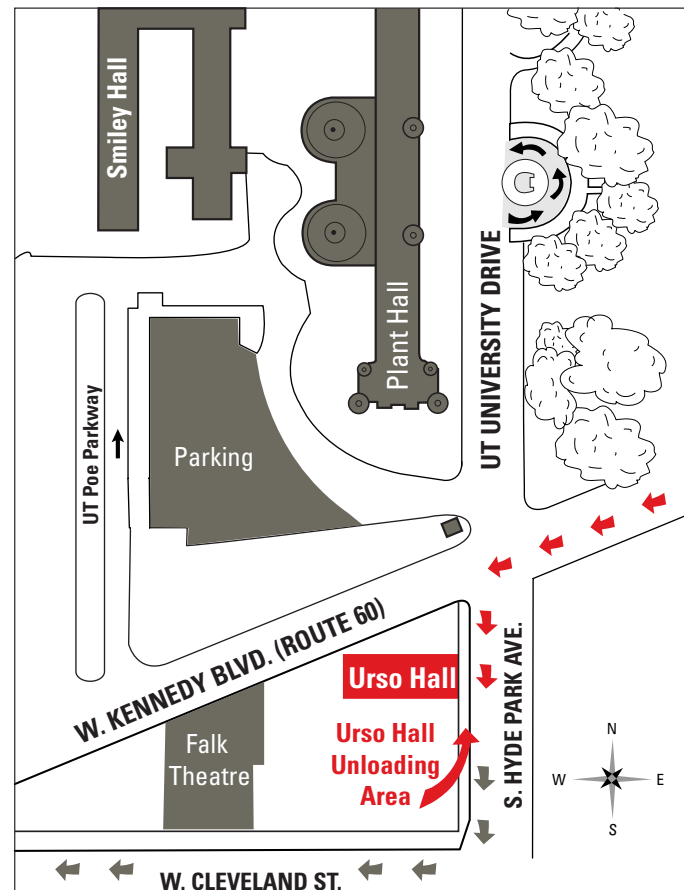 Smiley Hall
Plant Hall
UT UNIVERSITY DRIVE
Parking
UT Poe Parkway
W. KENNEDY BLVD. (ROUTE 60)
Urso Hall
Urso Hall
Unloading
Area
S. HYDE PARK AVE.
Falk
Theatre
N
W
E
S
W. CLEVELAND ST.